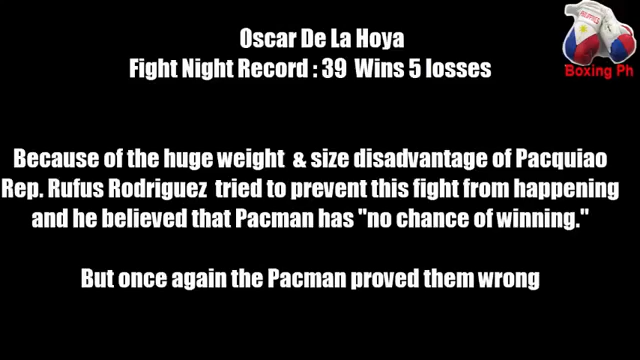 Oscar De La Hoya
Fight Night Record : 39 Wins 5 losses
Boxing Ph
Because of the huge weight & size disadvantage of Pacquiao
Rep. Rufus Rodriguez tried to prevent this fight from happening
and he believed that Pacman has "no chance of winning."
But once again the Pacman proved them wrong